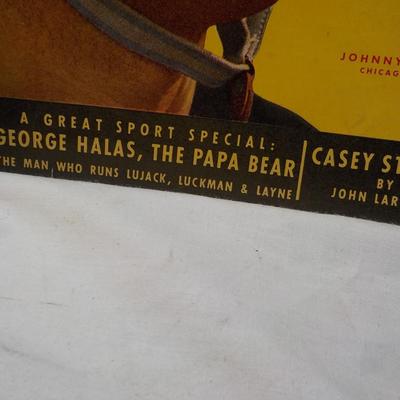 JOHNNY
CHICAG
A GREAT SPORT SPECIAL:
GEORGE HALAS, THE PAPA BEAR
THE MAN WHO RUNS LUJACK, LUCKMAN & LAYNE
CASEY ST
BY
JOHN LAR